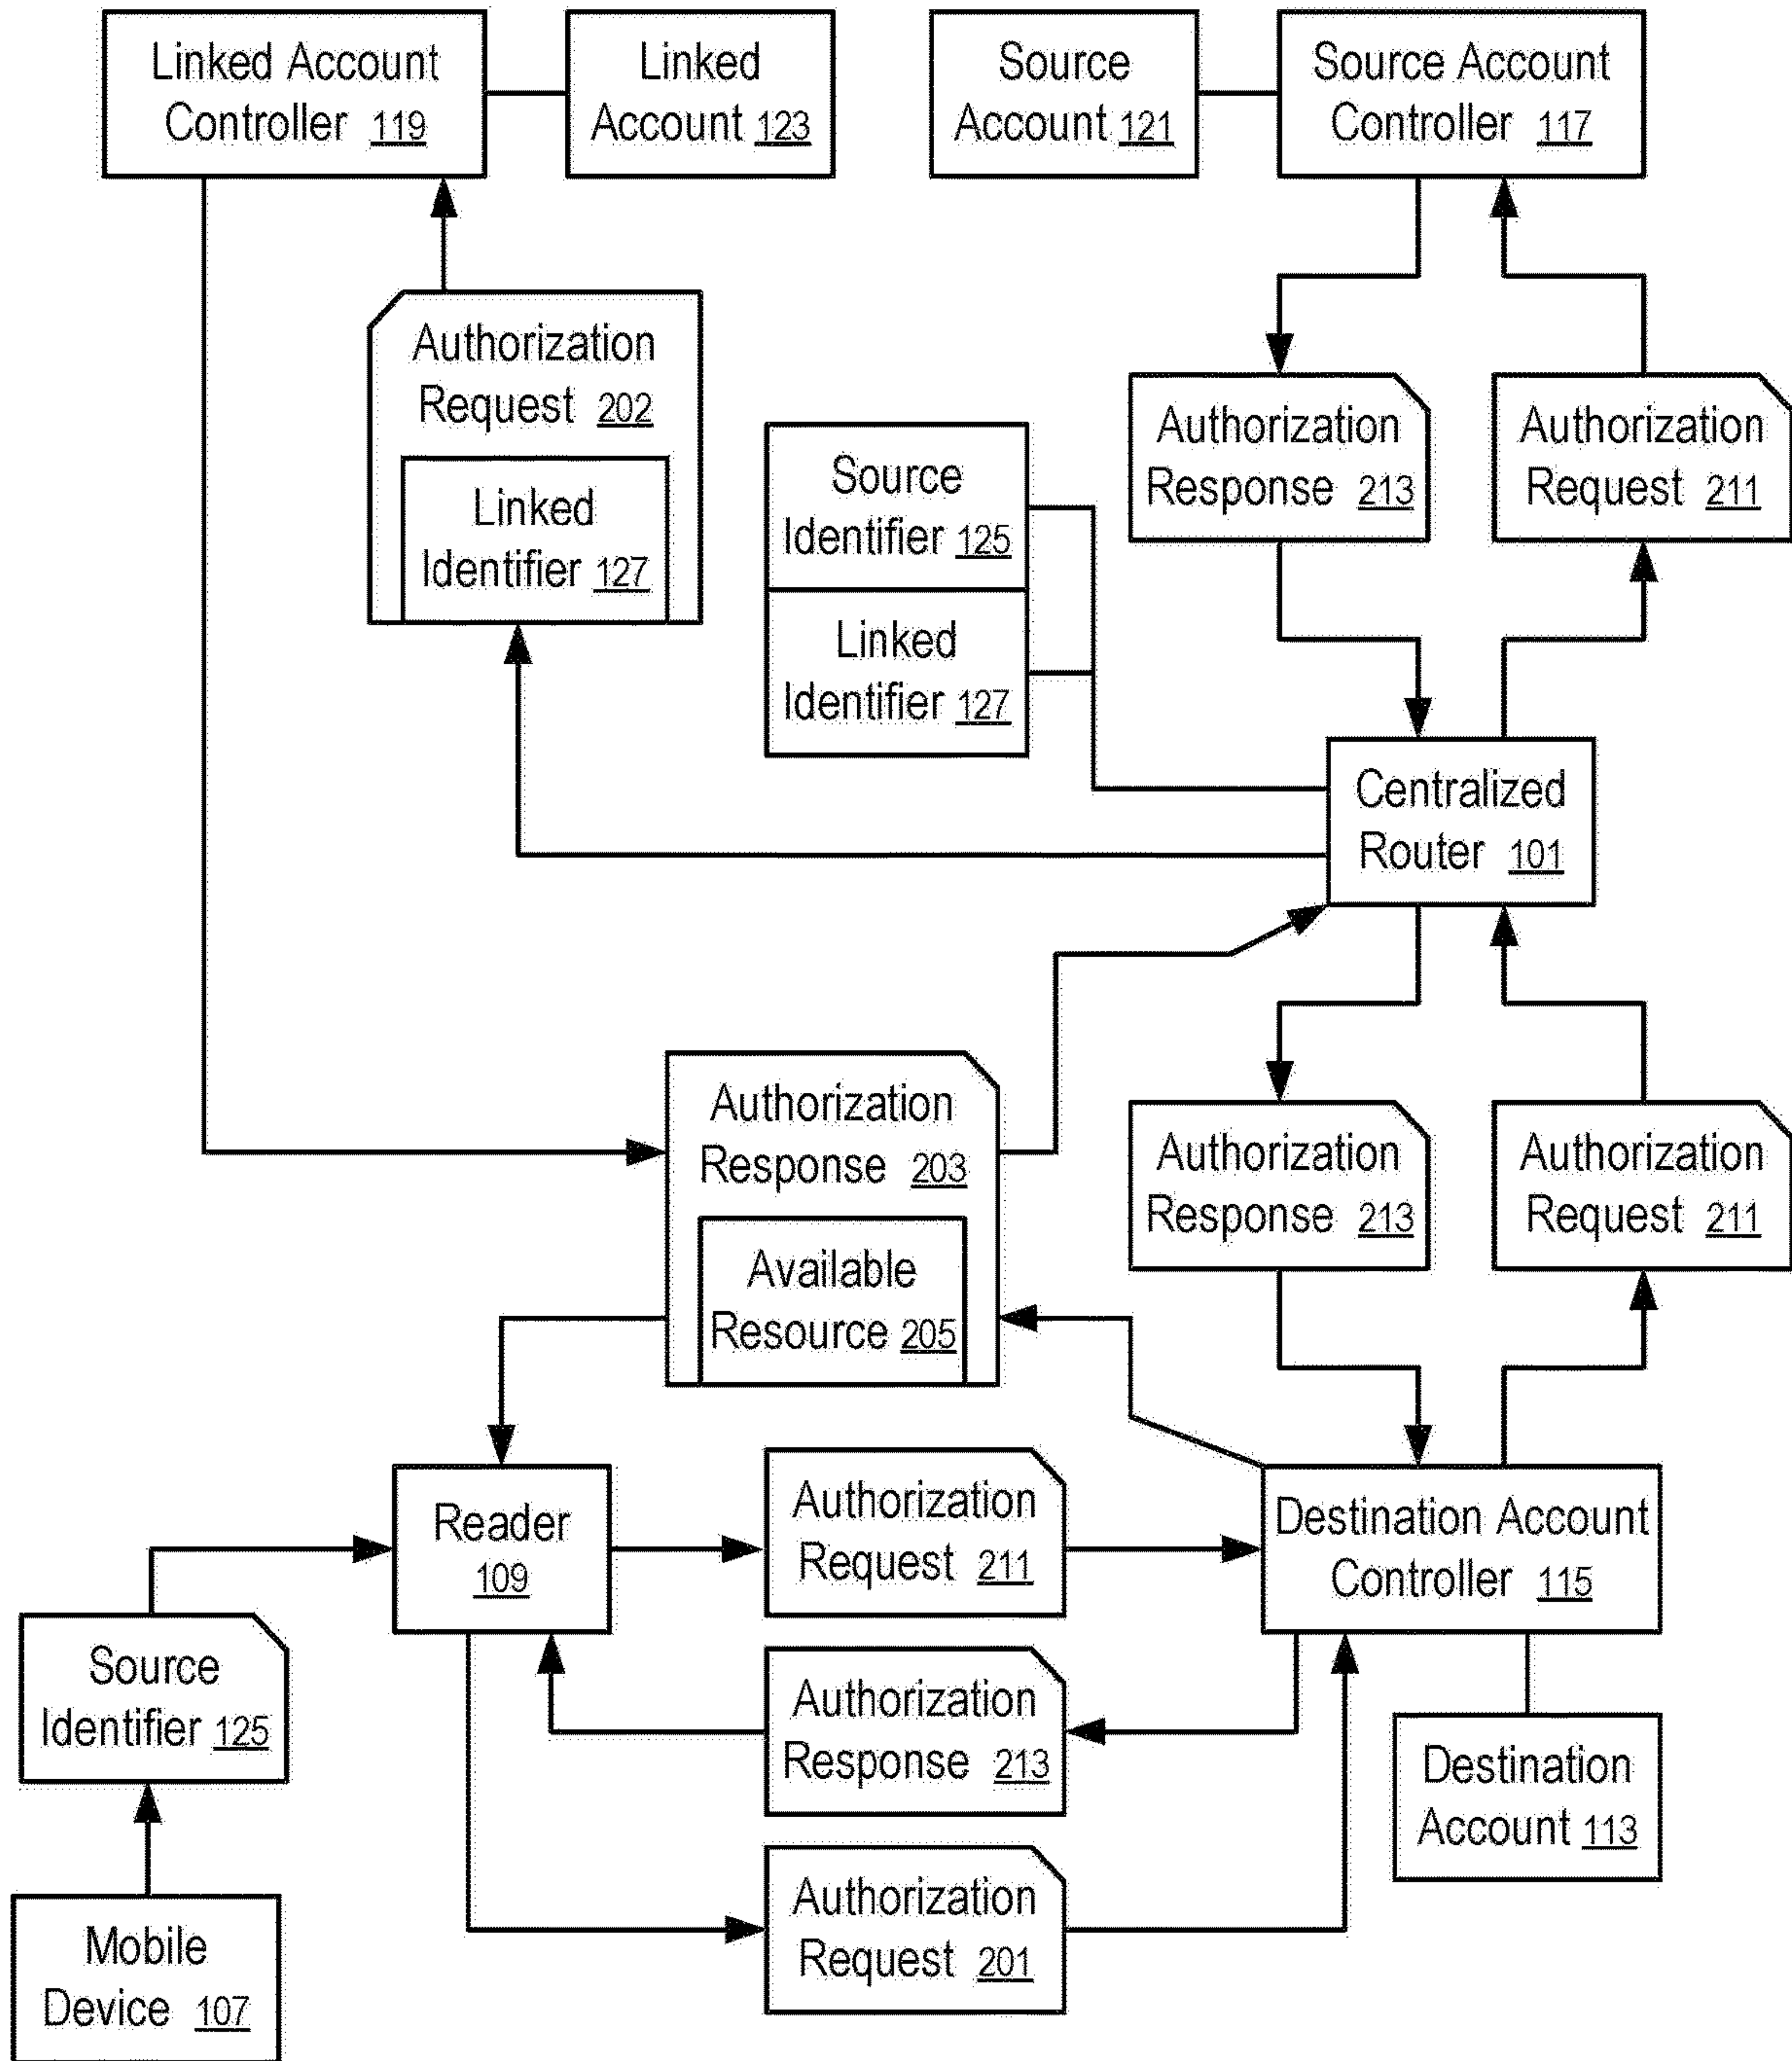 Linked Account
Controller 119
Linked
Account 123
Source
Account 121
Source Account
Controller 117
Authorization
Request 202
Linked
Identifier 127
Source
Identifier 125
Linked
Identifier 127
Authorization
Response 213
Authorization
Request 211
Centralized
Router 101
Authorization
Response 203
Available
Resource 205
Authorization
Response 213
Authorization
Request 211
Reader
109
Authorization
Request 211
Destination Account
Controller 115
Source
Identifier 125
Authorization
Response 213
Destination
Account 113
Authorization
Request 201
Mobile
Device 107